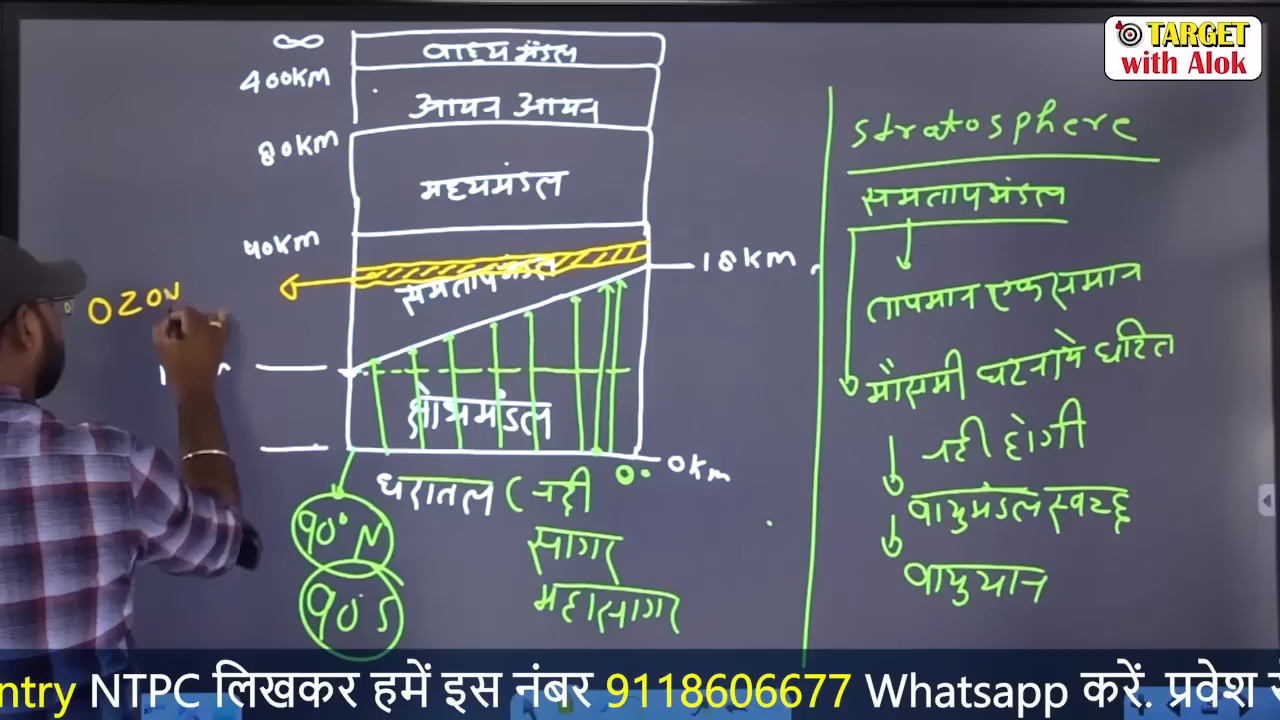 TARGET
with Alok
∞
वाह्य मंडल
400km
आयन आयन
80km
मध्यमंडल
40km
समतापमंडल
18km
OZON
क्षोभमंडल
0km
0°
धरातल ( नदी
सागर
महासागर
90° N
90° S
Stratosphere
समतापमंडल
तापमान एक समान
मौसमी घटनाये घटित
नही होगी
वायुमंडल स्वच्छ
वायुयान
ntry NTPC लिखकर हमें इस नंबर 9118606677 Whatsapp करें. प्रवेश